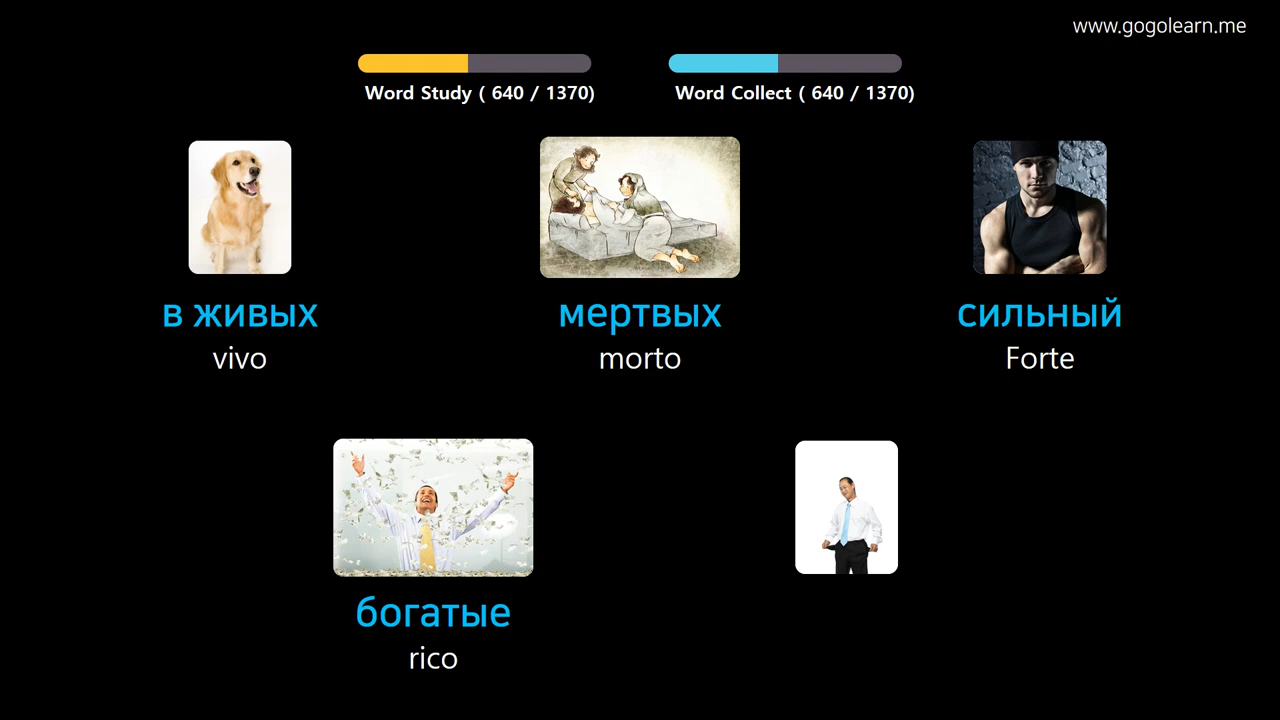 www.gogolearn.me
Word Study ( 640 / 1370)
Word Collect ( 640 / 1370)
в живых
vivo
мертвых
morto
сильный
Forte
богатые
rico